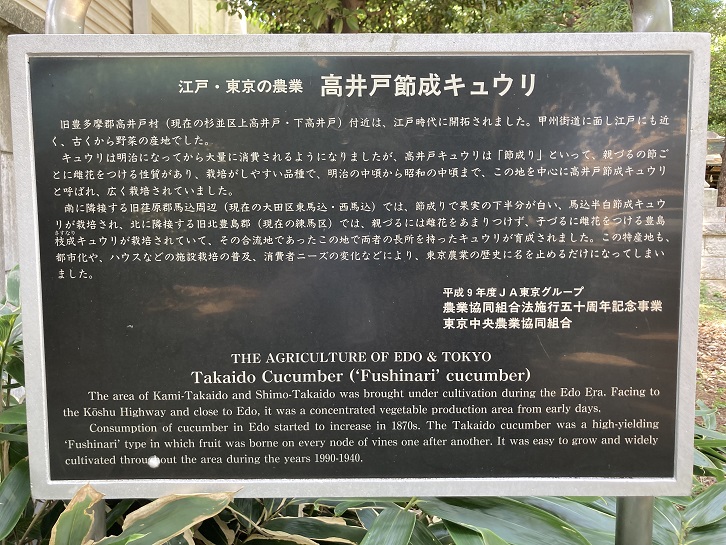 江戸・東京の農業 高井戸節成キュウリ
旧豊多摩郡高井戸村（現在の杉並区上高井戸・下高井戸）付近は、江戸時代に開拓されました。甲州街道に面し江戸にも近
く、古くから野菜の産地でした。
キュウリは明治になってから大量に消費されるようになりましたが、高井戸キュウリは「節成り」といって、親づるの節ご
とに雌花をつける性質があり、栽培がしやすい品種で、明治の中頃から昭和の中頃まで、この地を中心に高井戸節成キュウリ
と呼ばれ、広く栽培されていました。
南に隣接する旧荏原郡馬込周辺（現在の大田区東馬込・西馬込）では、節成りで果実の下半分が白い、馬込半白節成キュウ
リが栽培され、北に隣接する旧北豊島郡（現在の練馬区）では、親づるには雌花をあまりつけず、子づるに雌花をつける豊島
枝成キュウリが栽培されていて、その合流地であったこの地で両者の長所を持ったキュウリが育成されました。この特産地も、
都市化や、ハウスなどの施設栽培の普及、消費者ニーズの変化などにより、東京農業の歴史に名を止めるだけになってしまい
ました。
平成9年度JA東京グループ
農業協同組合法施行五十周年記念事業
東京中央農業協同組合
THE AGRICULTURE OF EDO & TOKYO
Takaido Cucumber (‘Fushinari’ cucumber)
The area of Kami-Takaido and Shimo-Takaido was brought under cultivation during the Edo Era. Facing to
the Kōshu Highway and close to Edo, it was a concentrated vegetable production area from early days.
Consumption of cucumber in Edo started to increase in 1870s. The Takaido cucumber was a high-yielding
‘Fushinari’ type in which fruit was borne on every node of vines one after another. It was easy to grow and widely
cultivated throughout the area during the years 1990-1940.